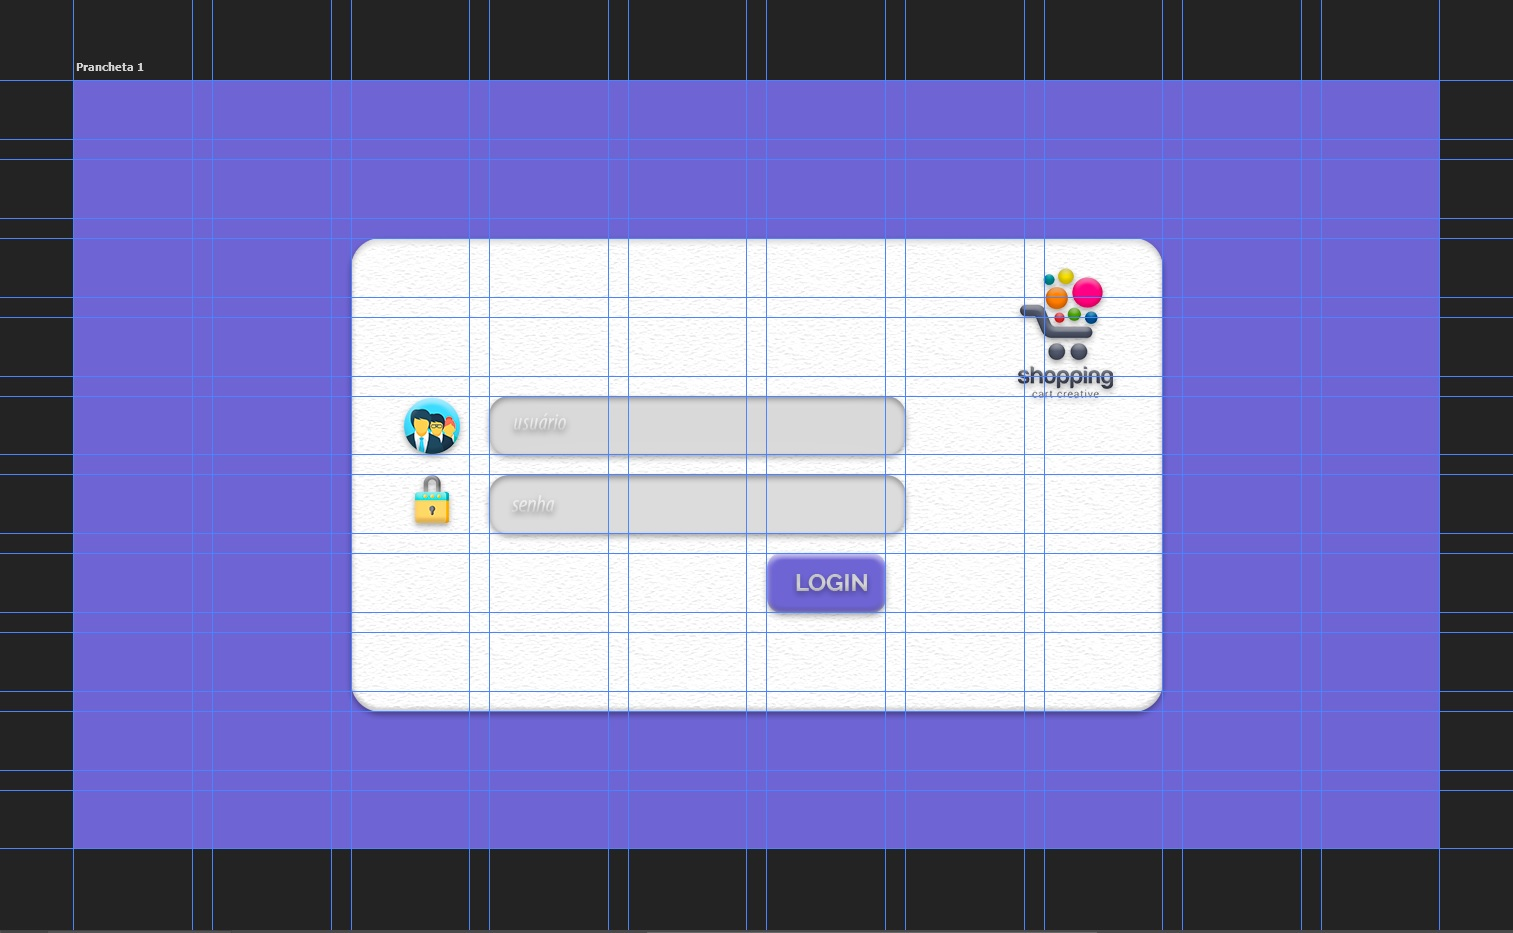 Prancheta 1
shopping
cart creative
usuário
senha
LOGIN